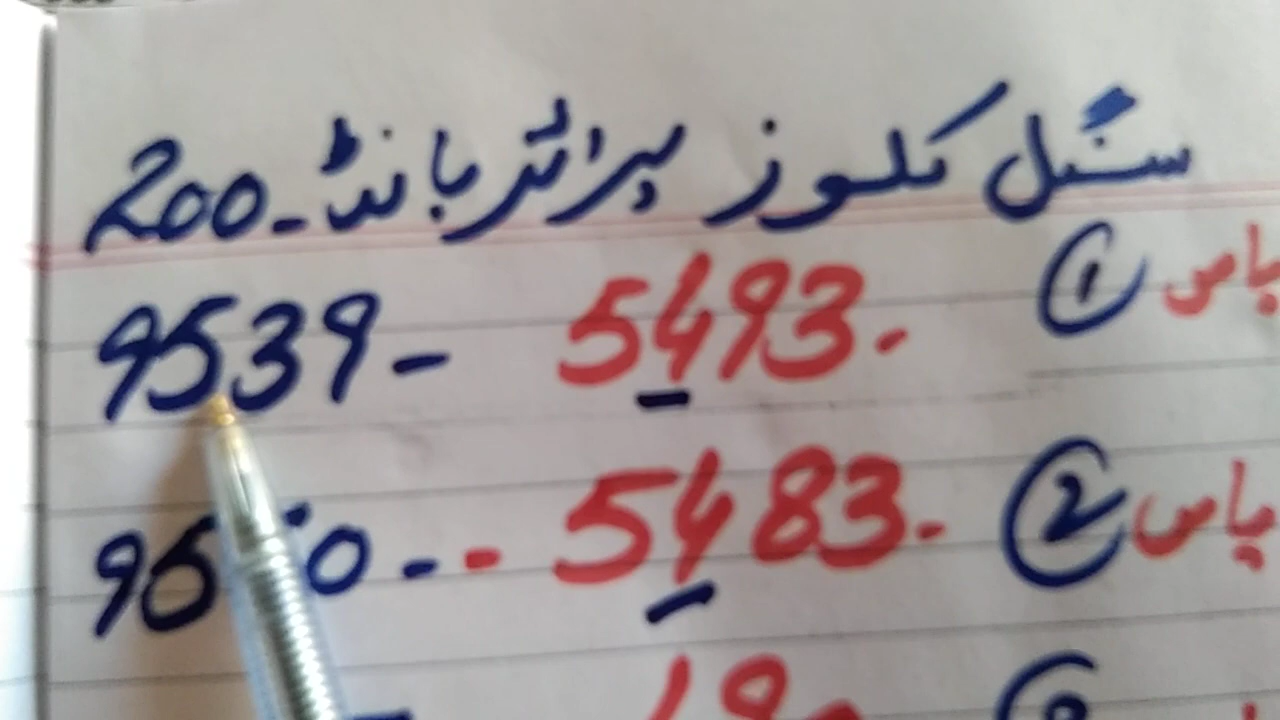 سنگل کلوز پرائز بانڈ ـ 200
پاس 1 5493 - 9539 -
پاس 2 5483 - - -